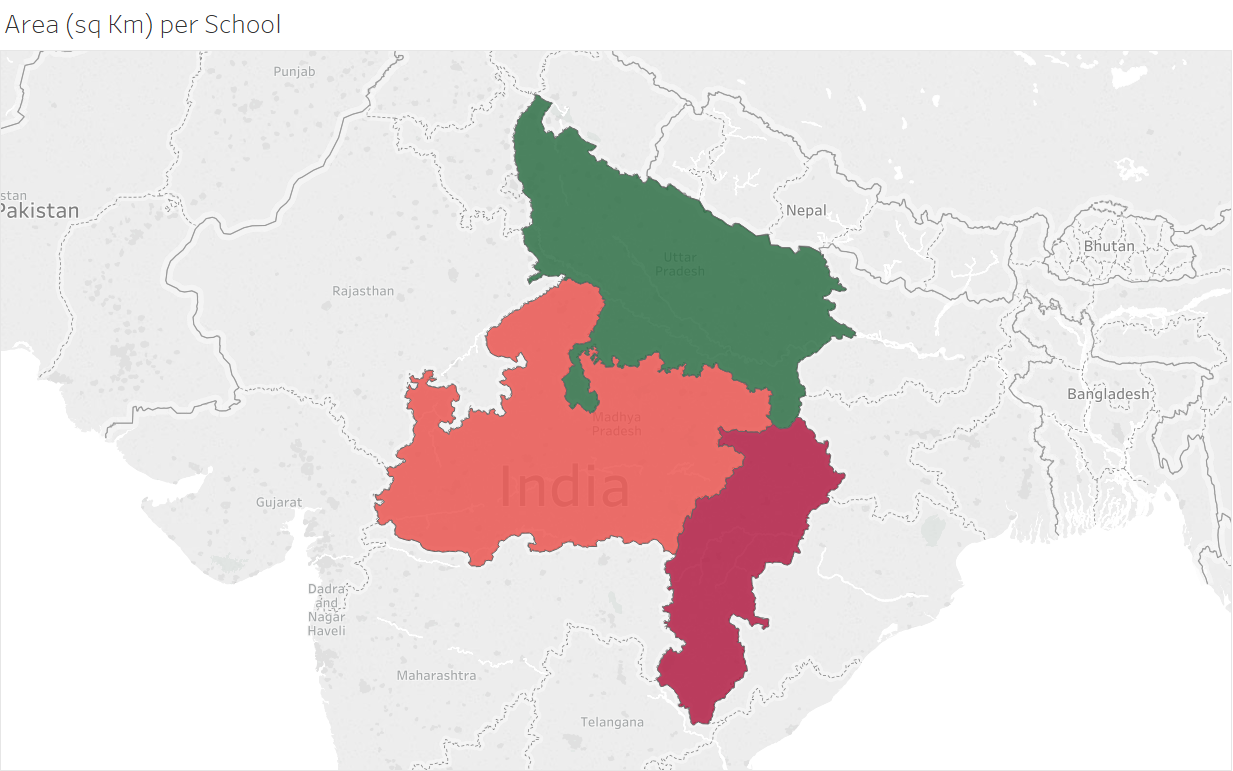 Area (sq Km) per School
Punjab
stan
Pakistan
Nepal
Bhutan
Uttar
Pradesh
Rajasthan
Bangladesh
Madhya
Pradesh
India
Gujarat
Dadra
and
Nagar
Haveli
Maharashtra
Telangana